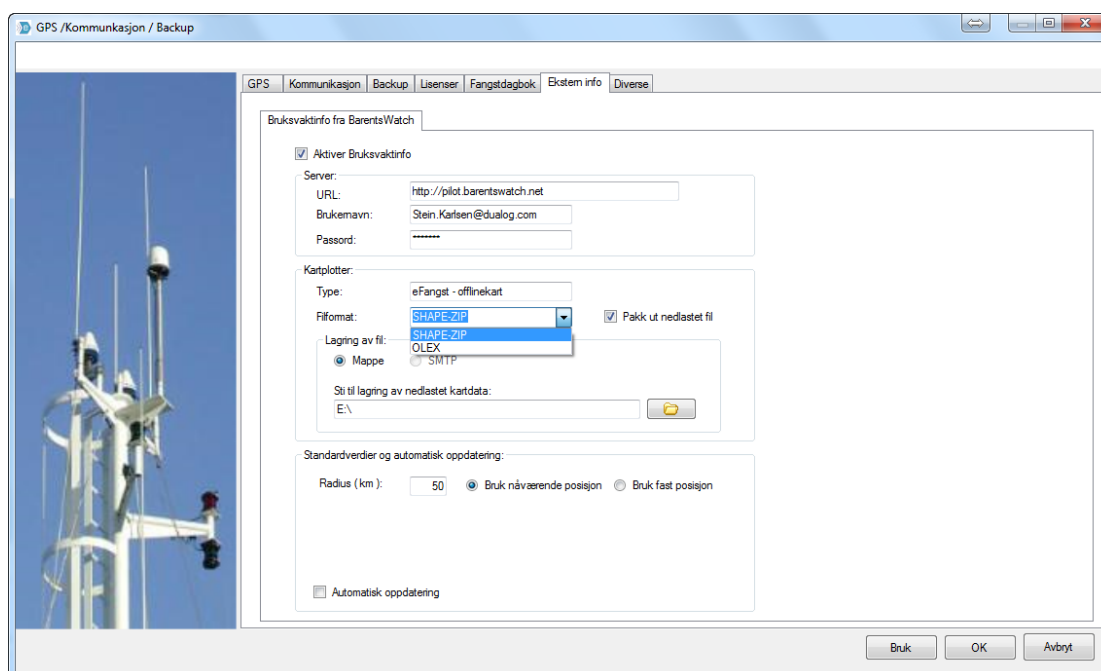 GPS /Kommunkasjon / Backup
GPS Kommunikasjon Backup Lisenser Fangstdagbok Ekstern info Diverse
Bruksvaktinfo fra BarentsWatch
Aktiver Bruksvaktinfo
Server:
URL: http://pilot.barentswatch.net
Brukernavn: Stein.Karlsen@dualog.com
Passord: *******
Kartplotter:
Type: eFangst - offlinekart
Filformat: SHAPE-ZIP Pakk ut nedlastet fil
SHAPE-ZIP
OLEX
Lagring av fil:
Mappe SMTP
Sti til lagring av nedlastet kartdata:
E:\
Standardverdier og automatisk oppdatering:
Radius ( km ): 50 Bruk nåværende posisjon Bruk fast posisjon
Automatisk oppdatering
Bruk OK Avbryt